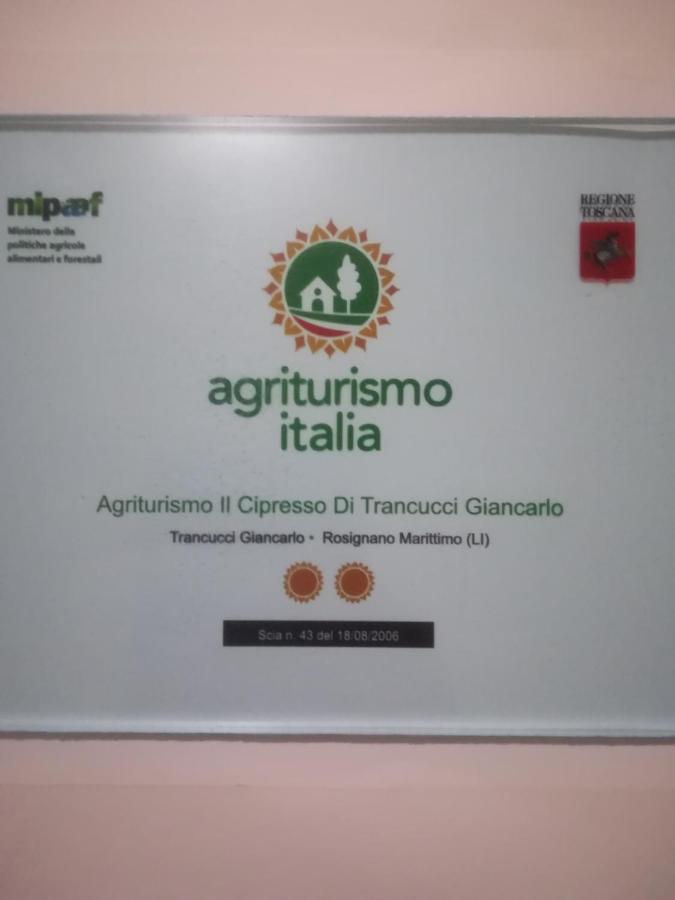 mipaaf
Ministero delle
politiche agricole
alimentari e forestali
REGIONE
TOSCANA
agriturismo
italia
Agriturismo Il Cipresso Di Trancucci Giancarlo
Trancucci Giancarlo • Rosignano Marittimo (LI)
Scia n. 43 del 18/08/2006